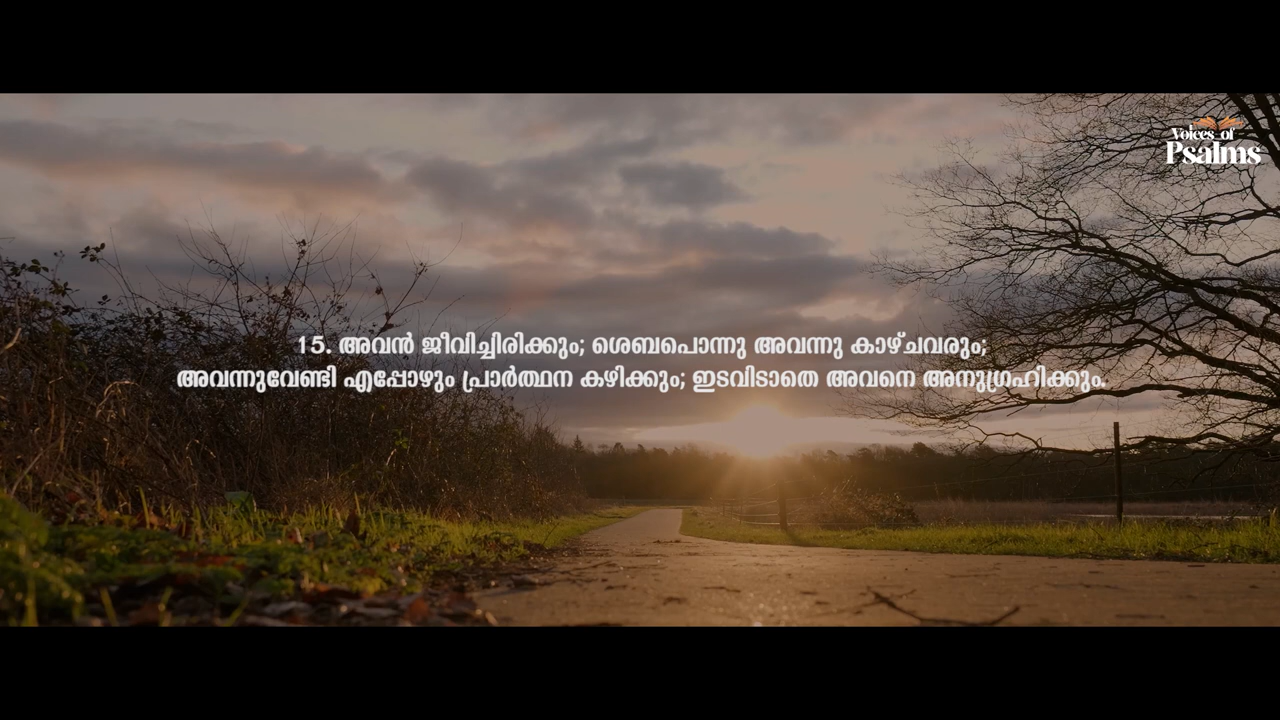 Voices of
Psalms
15. അവൻ ജീവിച്ചിരിക്കും; ശെബപൊന്നു അവന്നു കാഴ്ചവരും;
അവന്നുവേണ്ടി എപ്പോഴും പ്രാർത്ഥന കഴിക്കും; ഇടവിടാതെ അവനെ അനുഗ്രഹിക്കും.